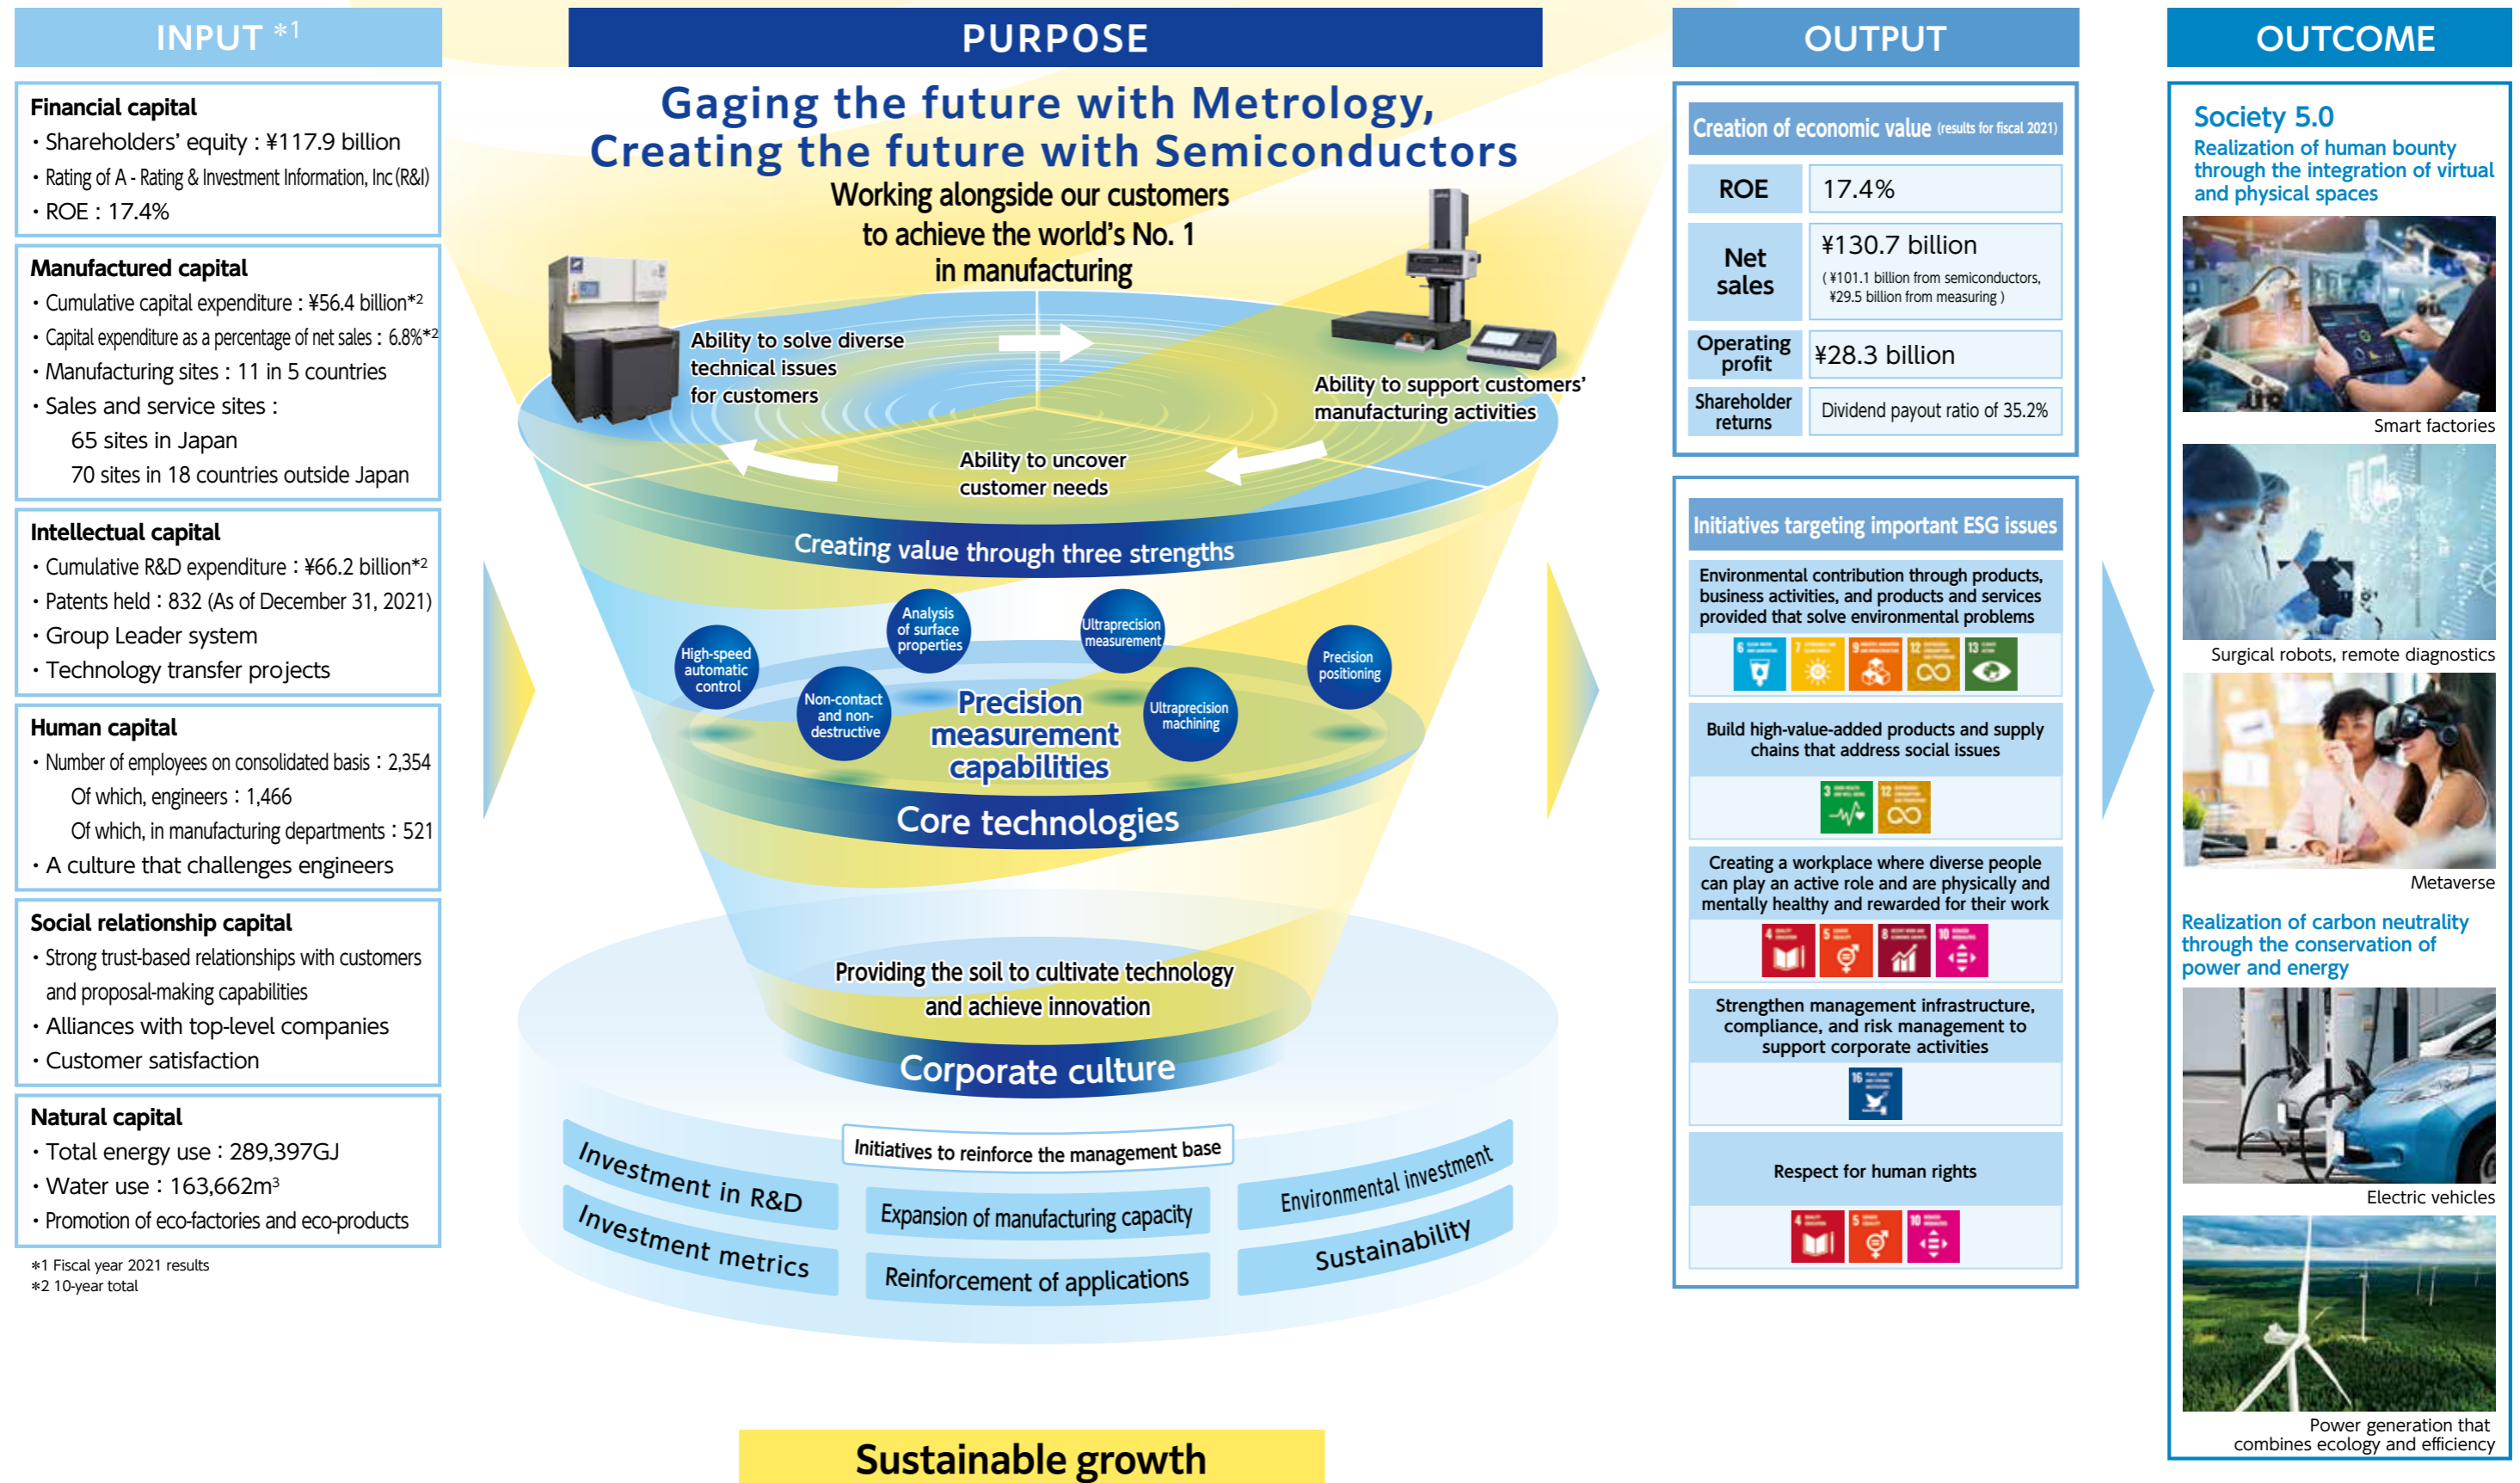 INPUT *1
Financial capital
・Shareholders' equity : ¥117.9 billion
・Rating of A - Rating & Investment Information, Inc (R&I)
・ROE : 17.4%
Manufactured capital
・Cumulative capital expenditure : ¥56.4 billion*2
・Capital expenditure as a percentage of net sales : 6.8%*2
・Manufacturing sites : 11 in 5 countries
・Sales and service sites :
65 sites in Japan
70 sites in 18 countries outside Japan
Intellectual capital
・Cumulative R&D expenditure : ¥66.2 billion*2
・Patents held : 832 (As of December 31, 2021)
・Group Leader system
・Technology transfer projects
Human capital
・Number of employees on consolidated basis : 2,354
Of which, engineers : 1,466
Of which, in manufacturing departments : 521
・A culture that challenges engineers
Social relationship capital
・Strong trust-based relationships with customers
and proposal-making capabilities
・Alliances with top-level companies
・Customer satisfaction
Natural capital
・Total energy use : 289,397GJ
・Water use : 163,662m³
・Promotion of eco-factories and eco-products
*1 Fiscal year 2021 results
*2 10-year total
PURPOSE
Gaging the future with Metrology,
Creating the future with Semiconductors
Working alongside our customers
to achieve the world's No. 1
in manufacturing
Ability to solve diverse
technical issues
for customers
Ability to support customers'
manufacturing activities
Ability to uncover
customer needs
Creating value through three strengths
High-speed
automatic
control
Non-contact
and non-
destructive
Analysis
of surface
properties
Ultraprecision
measurement
Ultraprecision
machining
Precision
positioning
Precision
measurement
capabilities
Core technologies
Providing the soil to cultivate technology
and achieve innovation
Corporate culture
Initiatives to reinforce the management base
Investment in R&D
Expansion of manufacturing capacity
Environmental investment
Investment metrics
Reinforcement of applications
Sustainability
Sustainable growth
OUTPUT
Creation of economic value (results for fiscal 2021)
ROE
17.4%
Net
sales
¥130.7 billion
( ¥101.1 billion from semiconductors,
¥29.5 billion from measuring )
Operating
profit
¥28.3 billion
Shareholder
returns
Dividend payout ratio of 35.2%
Initiatives targeting important ESG issues
Environmental contribution through products,
business activities, and products and services
provided that solve environmental problems
6
7
9
12
13
Build high-value-added products and supply
chains that address social issues
3
12
Creating a workplace where diverse people
can play an active role and are physically and
mentally healthy and rewarded for their work
4
5
8
10
Strengthen management infrastructure,
compliance, and risk management to
support corporate activities
16
Respect for human rights
4
5
10
OUTCOME
Society 5.0
Realization of human bounty
through the integration of virtual
and physical spaces
Smart factories
Surgical robots, remote diagnostics
Metaverse
Realization of carbon neutrality
through the conservation of
power and energy
Electric vehicles
Power generation that
combines ecology and efficiency